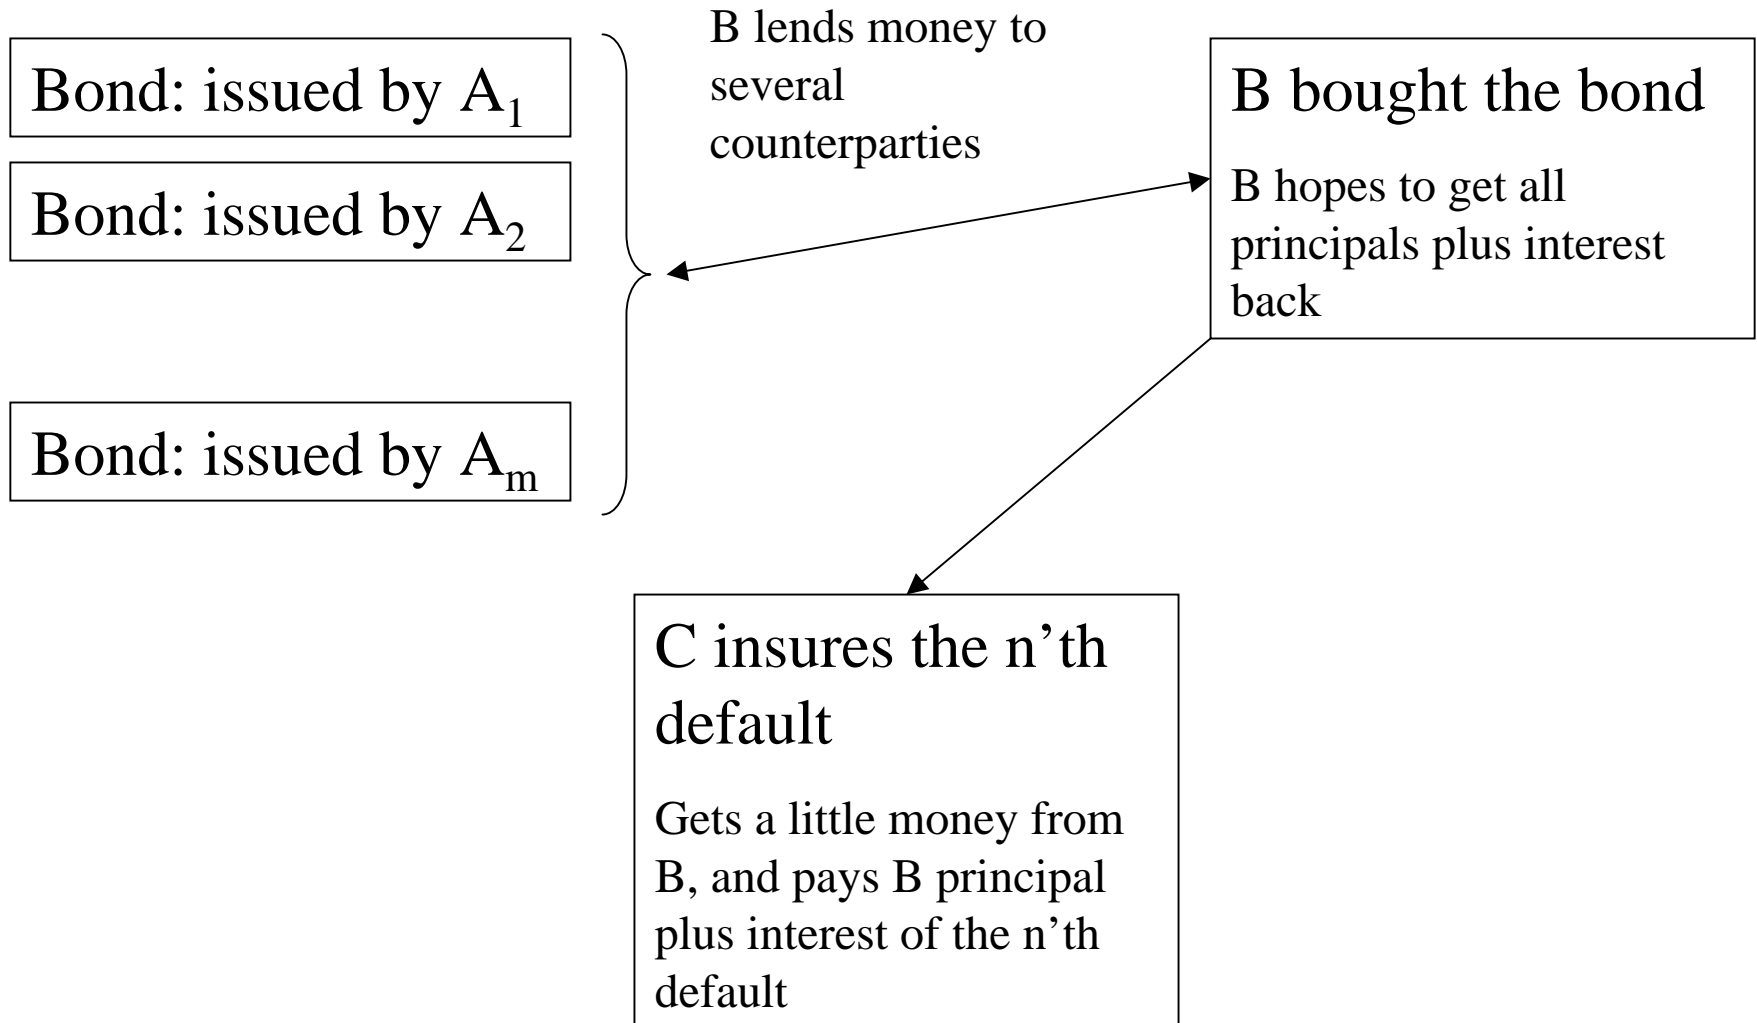 Bond: issued by A₁
Bond: issued by A₂
Bond: issued by Aₘ
B lends money to
several
counterparties
B bought the bond
B hopes to get all
principals plus interest
back
C insures the n’th
default
Gets a little money from
B, and pays B principal
plus interest of the n’th
default